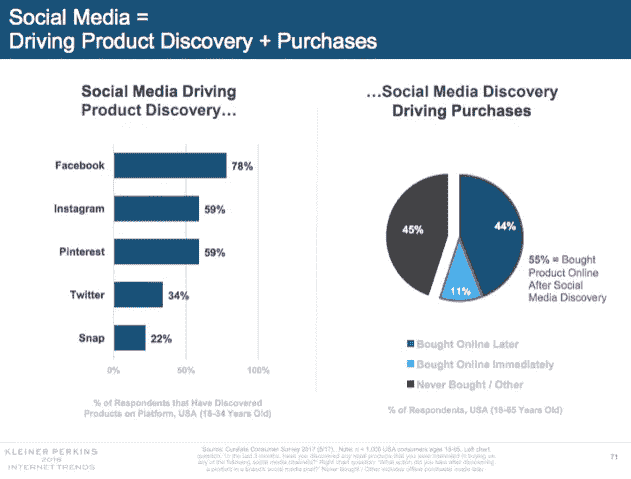 Social Media =
Driving Product Discovery + Purchases
Social Media Driving
Product Discovery…
Facebook
78%
Instagram
59%
Pinterest
59%
Twitter
34%
Snap
22%
0%
50%
100%
% of Respondents that Have Discovered
Products on Platform, USA (18-34 Years Old)
…Social Media Discovery
Driving Purchases
45%
44%
11%
55% = Bought
Product Online
After Social
Media Discovery
Bought Online Later
Bought Online Immediately
Never Bought / Other
% of Respondents, USA (18-65 Years Old)
KLEINER PERKINS
2018
INTERNET TRENDS
Source: Curalate Consumer Survey 2017 (5/17). Note: n = 1,000 USA consumers ages 18-65. Left chart
question: In the last 3 months, have you discovered any retail products that you were interested in buying on
any of the following social media channels? Right chart question: What action did you take after discovering
a product in a brand's social media post? Never Bought / Other includes offline purchases made later.
71